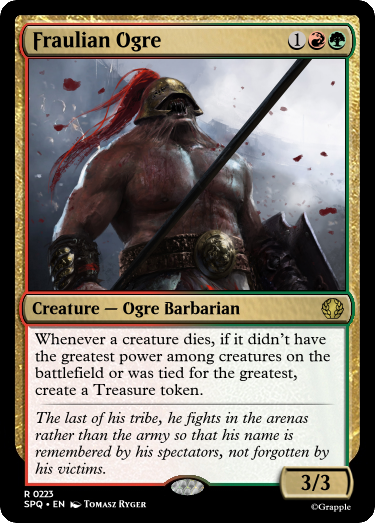 Fraulian Ogre
1
Creature — Ogre Barbarian
Whenever a creature dies, if it didn't have
the greatest power among creatures on the
battlefield or was tied for the greatest,
create a Treasure token.
The last of his tribe, he fights in the arenas
rather than the army so that his name is
remembered by his spectators, not forgotten by
his victims.
3/3
R 0223
SPQ • EN Tomasz Ryger
©Grapple